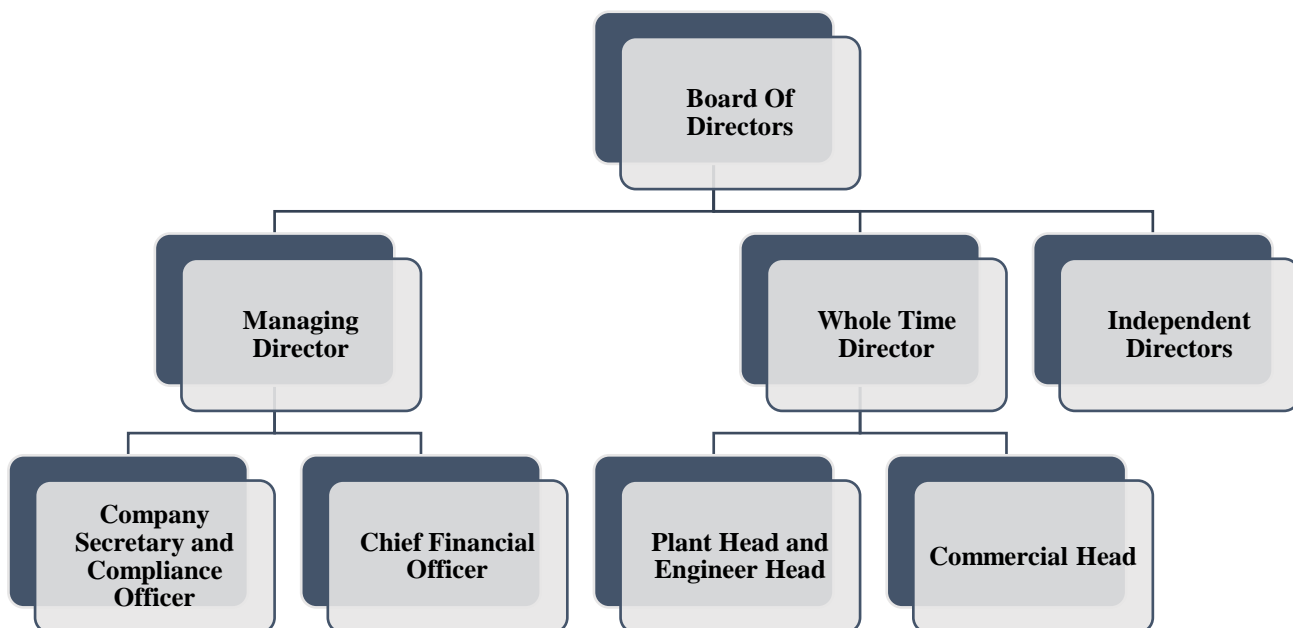 Board Of
Directors
Managing
Director
Whole Time
Director
Independent
Directors
Company
Secretary and
Compliance
Officer
Chief Financial
Officer
Plant Head and
Engineer Head
Commercial Head